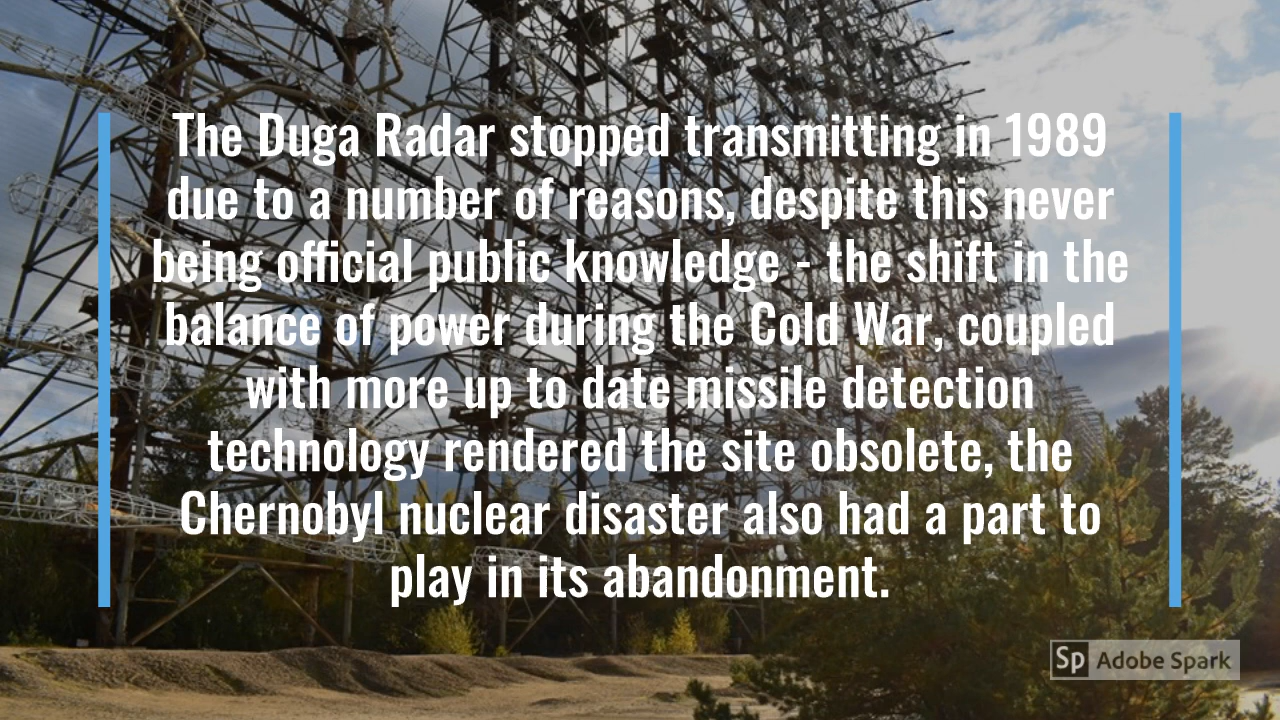 The Duga Radar stopped transmitting in 1989
due to a number of reasons, despite this never
being official public knowledge - the shift in the
balance of power during the Cold War, coupled
with more up to date missile detection
technology rendered the site obsolete, the
Chernobyl nuclear disaster also had a part to
play in its abandonment.
Sp Adobe Spark